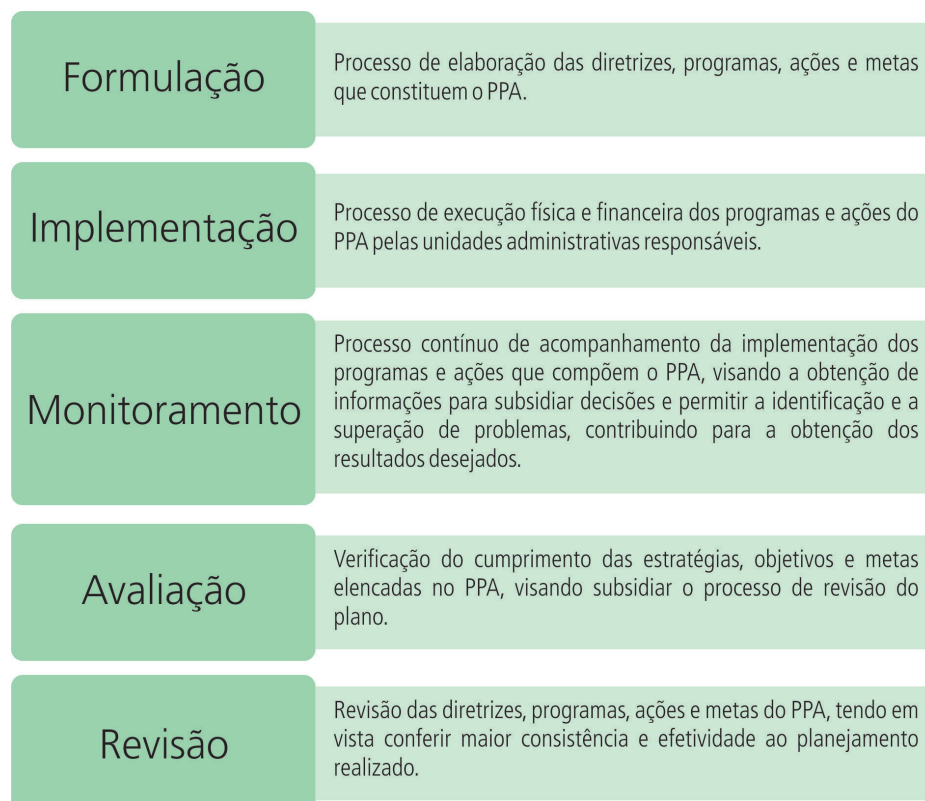 Formulação
Processo de elaboração das diretrizes, programas, ações e metas
que constituem o PPA.
Implementação
Processo de execução física e financeira dos programas e ações do
PPA pelas unidades administrativas responsáveis.
Monitoramento
Processo contínuo de acompanhamento da implementação dos
programas e ações que compõem o PPA, visando a obtenção de
informações para subsidiar decisões e permitir a identificação e a
superação de problemas, contribuindo para a obtenção dos
resultados desejados.
Avaliação
Verificação do cumprimento das estratégias, objetivos e metas
elencadas no PPA, visando subsidiar o processo de revisão do
plano.
Revisão
Revisão das diretrizes, programas, ações e metas do PPA, tendo em
vista conferir maior consistência e efetividade ao planejamento
realizado.